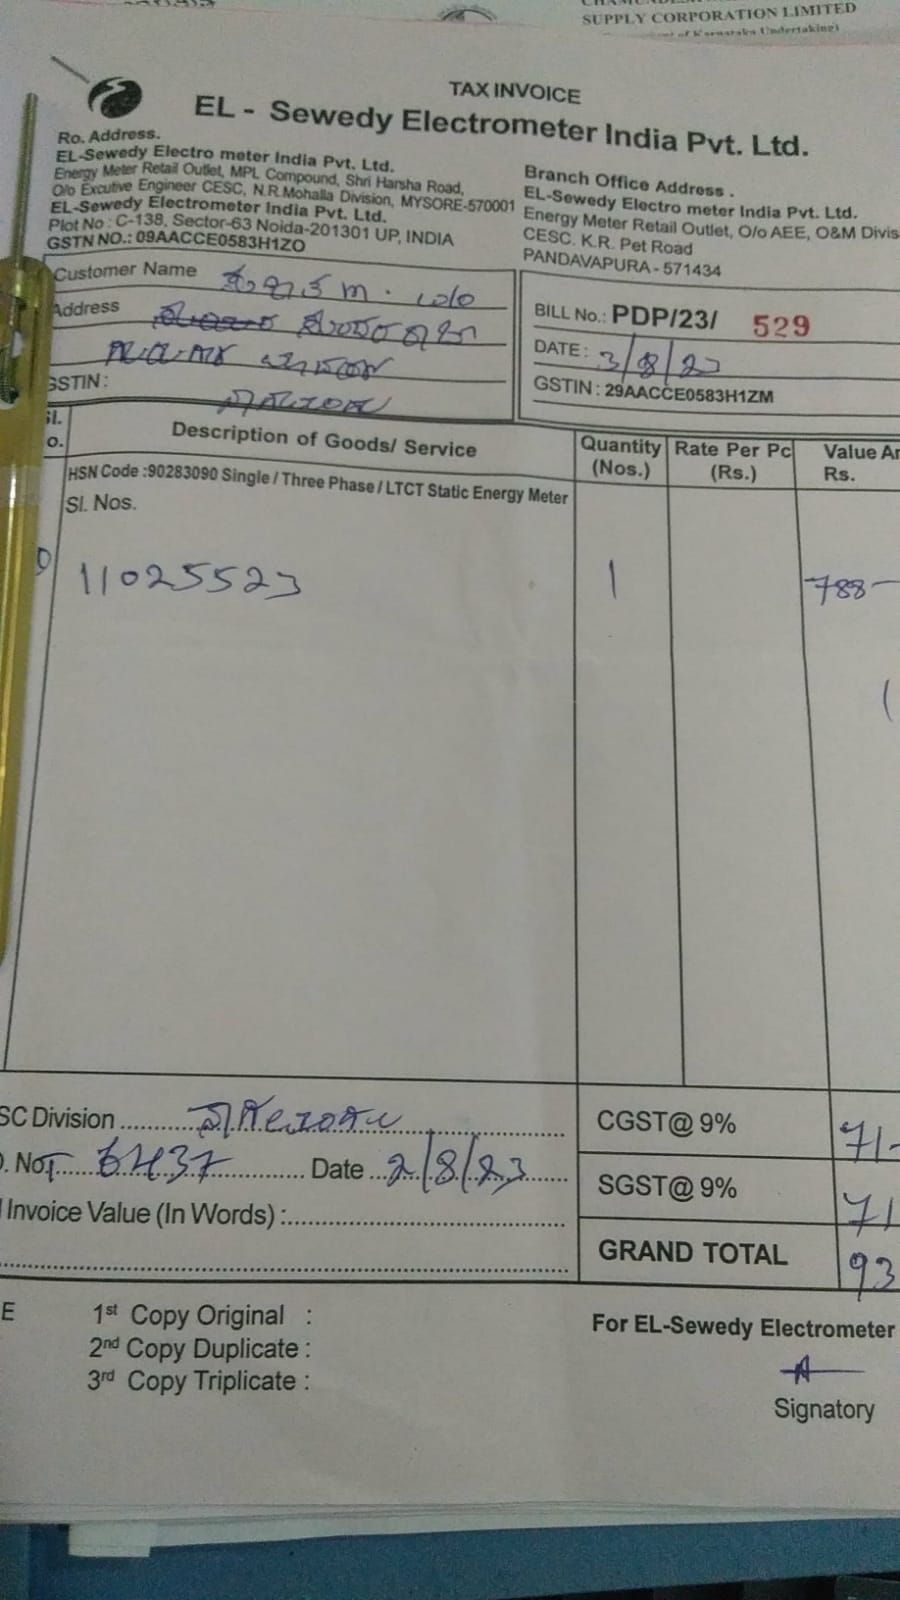 SUPPLY CORPORATION LIMITED
of Karnataka Undertaking)
TAX INVOICE
EL - Sewedy Electrometer India Pvt. Ltd.
Ro. Address.
EL-Sewedy Electro meter India Pvt. Ltd.
Energy Meter Retail Outlet, MPL Compound, Shri Harsha Road,
O/o Excutive Engineer CESC, N.R.Mohalla Division, MYSORE-570001
EL-Sewedy Electrometer India Pvt. Ltd.
Plot No : C-138, Sector-63 Noida-201301 UP, INDIA
GSTN NO.: 09AACCE0583H1ZO
Branch Office Address .
EL-Sewedy Electro meter India Pvt. Ltd.
Energy Meter Retail Outlet, O/o AEE, O&M Divis
CESC. K.R. Pet Road
PANDAVAPURA - 571434
Customer Name
Address
GSTIN :
BILL No.: PDP/23/ 529
DATE : 3/8/23
GSTIN : 29AACCE0583H1ZM
Sl.
o.
Description of Goods/ Service
Quantity (Nos.)
Rate Per Pc (Rs.)
Value
Rs.
HSN Code :90283090 Single / Three Phase / LTCT Static Energy Meter
Sl. Nos.
11025523 1 788-
SC Division
CGST@ 9% 71-
No. 6437 Date 2/8/23
SGST@ 9% 71
Invoice Value (In Words) :
GRAND TOTAL 93
E
1st Copy Original :
2nd Copy Duplicate :
3rd Copy Triplicate :
For EL-Sewedy Electrometer
Signatory